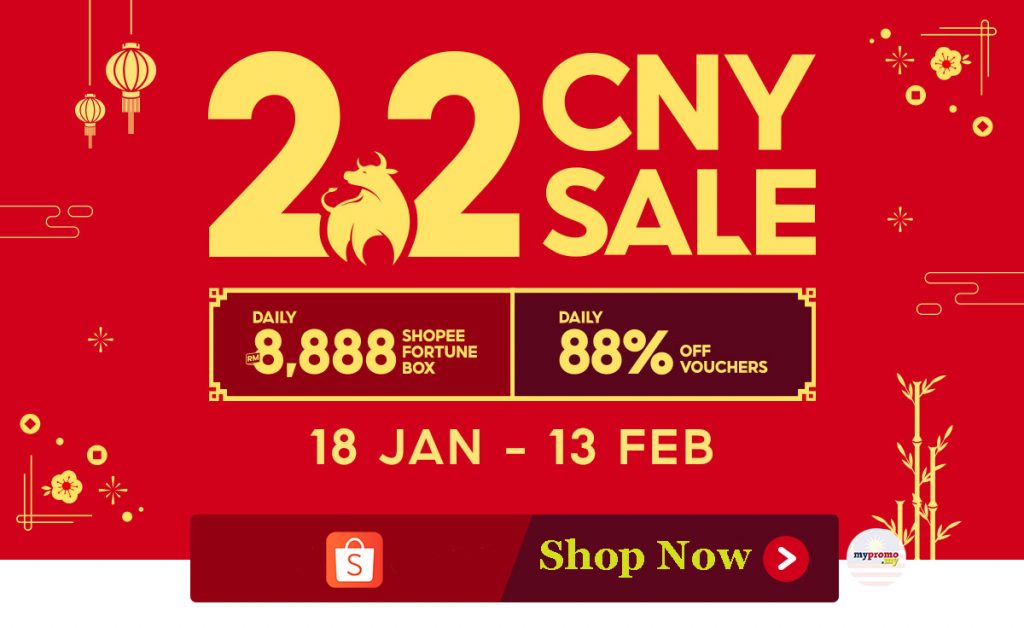 2.2 CNY
SALE
DAILY
RM 8,888 SHOPEE
FORTUNE
BOX
DAILY
88% OFF
VOUCHERS
18 JAN - 13 FEB
S
Shop Now
mypromo
.my